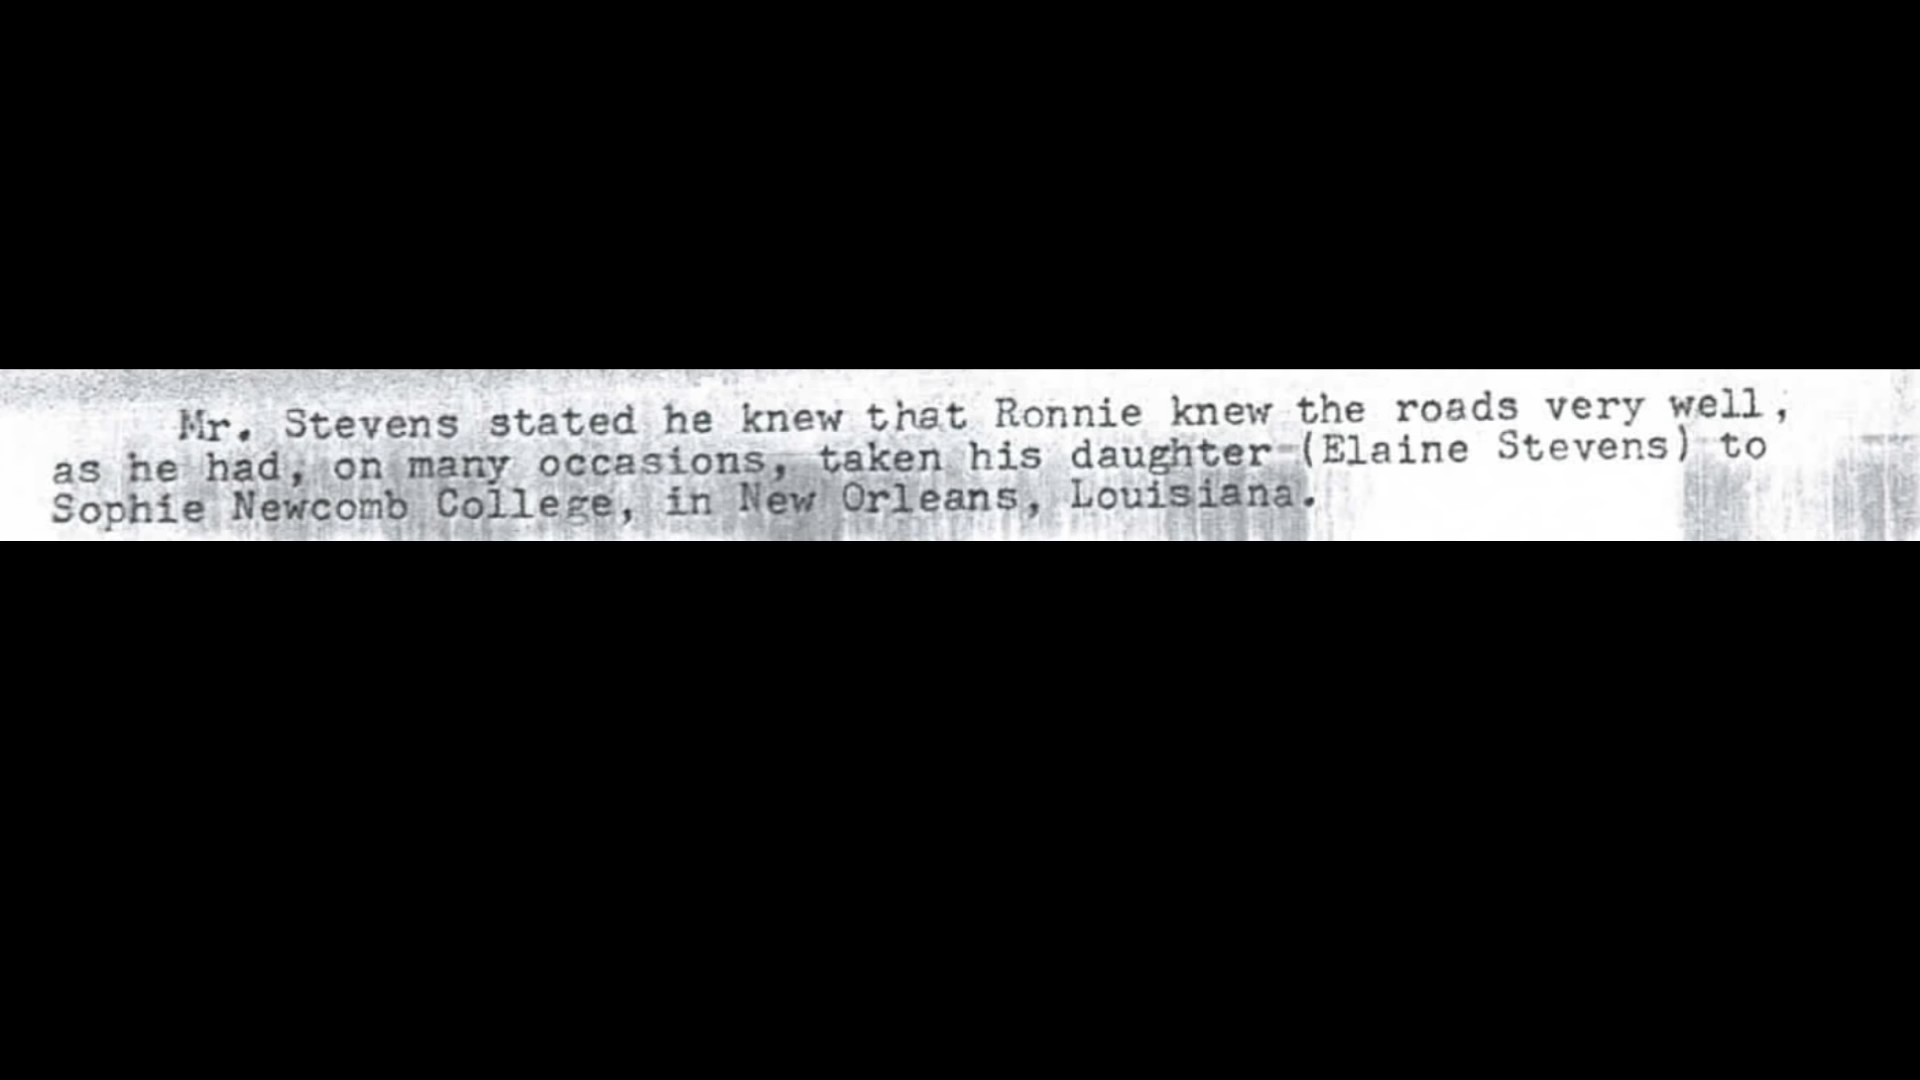 Mr. Stevens stated he knew that Ronnie knew the roads very well,
as he had, on many occasions, taken his daughter (Elaine Stevens) to
Sophie Newcomb College, in New Orleans, Louisiana.